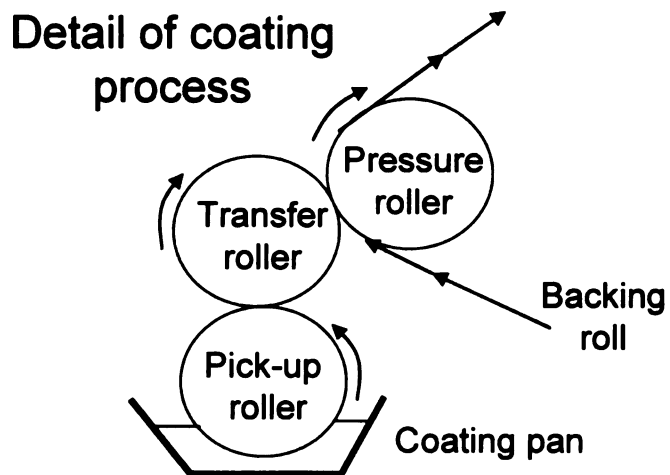 Detail of coating
process
Pressure
roller
Transfer
roller
Backing
roll
Pick-up
roller
Coating pan